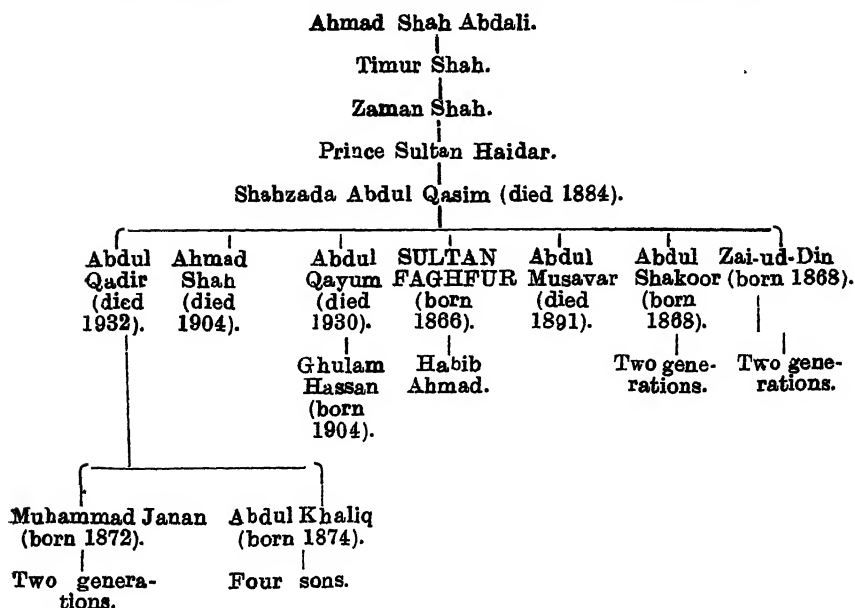 Ahmad Shah Abdali.
Timur Shah.
Zaman Shah.
Prince Sultan Haidar.
Shahzada Abdul Qasim (died 1884).
Abdul
Qadir
(died
1932).
Ahmad
Shah
(died
1904).
Abdul
Qayum
(died
1930).
SULTAN
FAGHFUR
(born
1866).
Abdul
Musavar
(died
1891).
Abdul
Shakoor
(born
1868).
Zai-ud-Din
(born 1868).
Ghulam
Hassan
(born
1904).
Habib
Ahmad.
Two gene-
rations.
Two gene-
rations.
Muhammad Janan
(born 1872).
Abdul Khaliq
(born 1874).
Two genera-
tions.
Four sons.